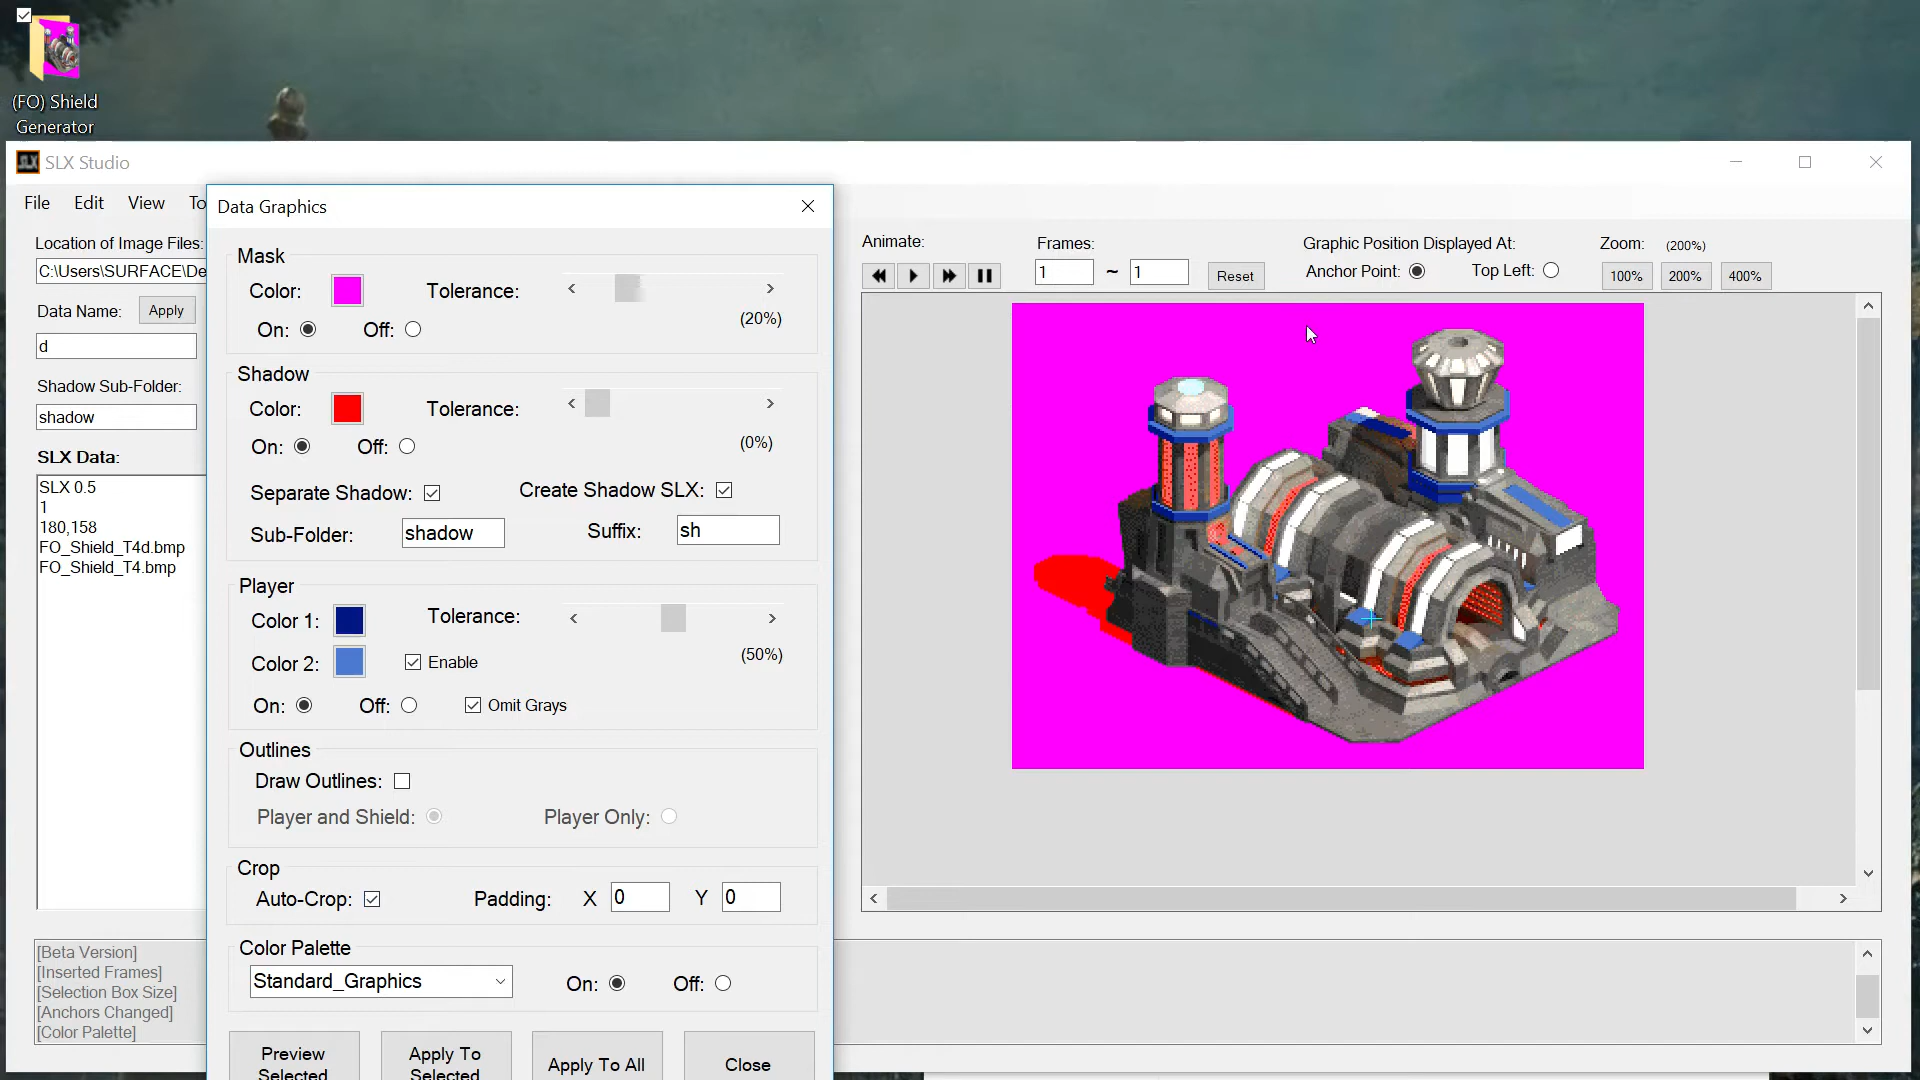 (FO) Shield
Generator
SLX Studio
File Edit View To
Location of Image Files:
C:\Users\SURFACE\De
Data Name: Apply
d
Shadow Sub-Folder:
shadow
SLX Data:
SLX 0.5
1
180,158
FO_Shield_T4d.bmp
FO_Shield_T4.bmp
Data Graphics
Mask
Color: Tolerance:
(20%)
On: Off:
Shadow
Color: Tolerance:
(0%)
On: Off:
Separate Shadow: Create Shadow SLX:
Sub-Folder: shadow Suffix: sh
Player
Color 1: Tolerance:
(50%)
Color 2: Enable
On: Off: Omit Grays
Outlines
Draw Outlines:
Player and Shield: Player Only:
Crop
Auto-Crop: Padding: X 0 Y 0
Color Palette
Standard_Graphics On: Off:
Preview
Selected
Apply To
Selected
Apply To All
Close
Animate:
Frames:
1 ~ 1 Reset
Graphic Position Displayed At:
Anchor Point: Top Left:
Zoom: (200%)
100% 200% 400%
[Beta Version]
[Inserted Frames]
[Selection Box Size]
[Anchors Changed]
[Color Palette]